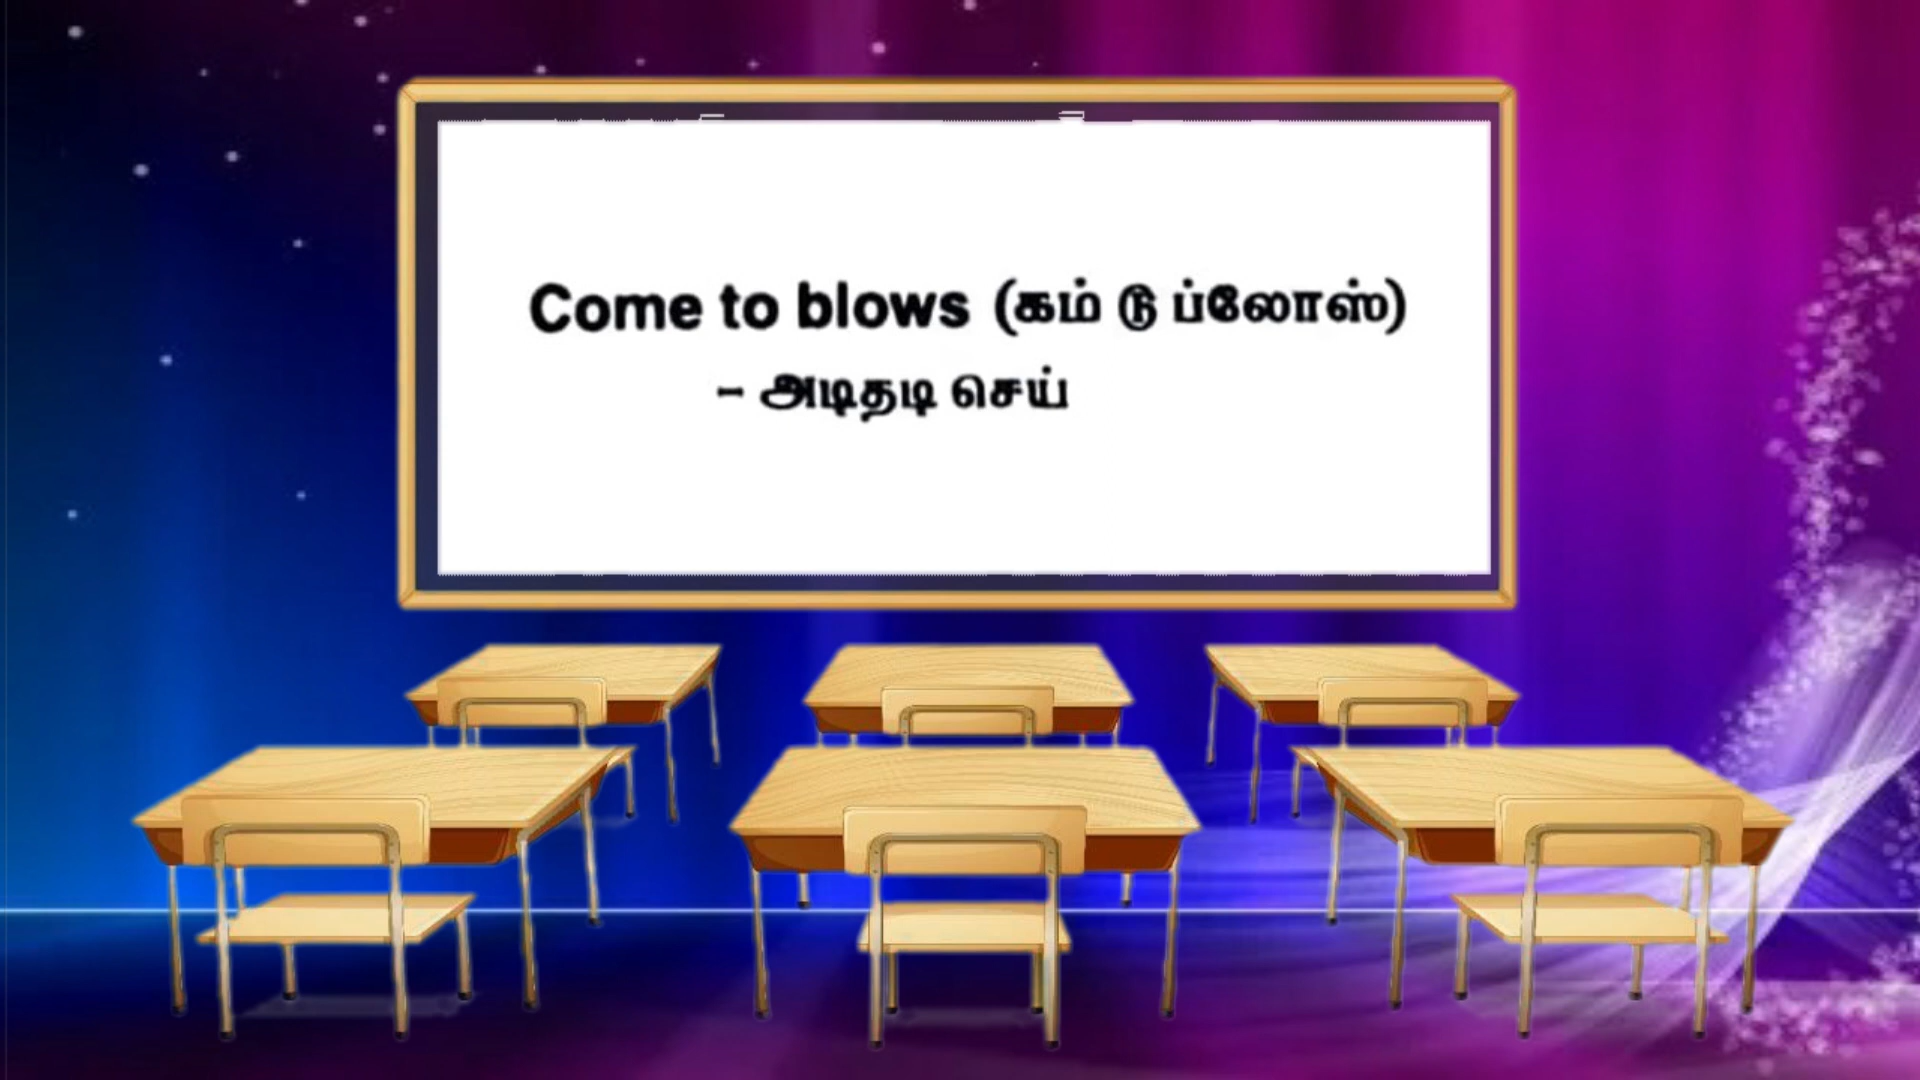 Come to blows (கம் டு ப்லோஸ்)
– அடிதடி செய்